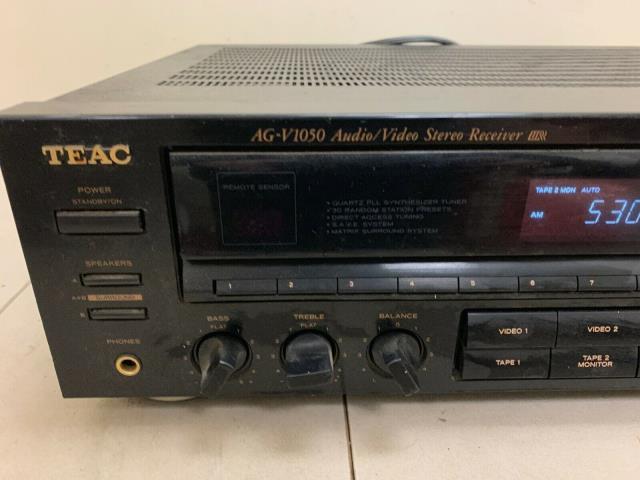 AG-V1050 Audio/Video Stereo Receiver
TEAC
POWER
STANDBY/ON
REMOTE SENSOR
• QUARTZ PLL SYNTHESIZER TUNER
• 30 RANDOM STATION PRESETS
• DIRECT ACCESS TUNING
• S.A.V.E. SYSTEM
• MATRIX SURROUND SYSTEM
TAPE 2 MON AUTO
AM 530
SPEAKERS
A
A+B SURROUND
B
1 2 3 4 5 6 7
PHONES
BASS
FLAT
TREBLE
FLAT
BALANCE
0
VIDEO 1 VIDEO 2
TAPE 1 TAPE 2
MONITOR